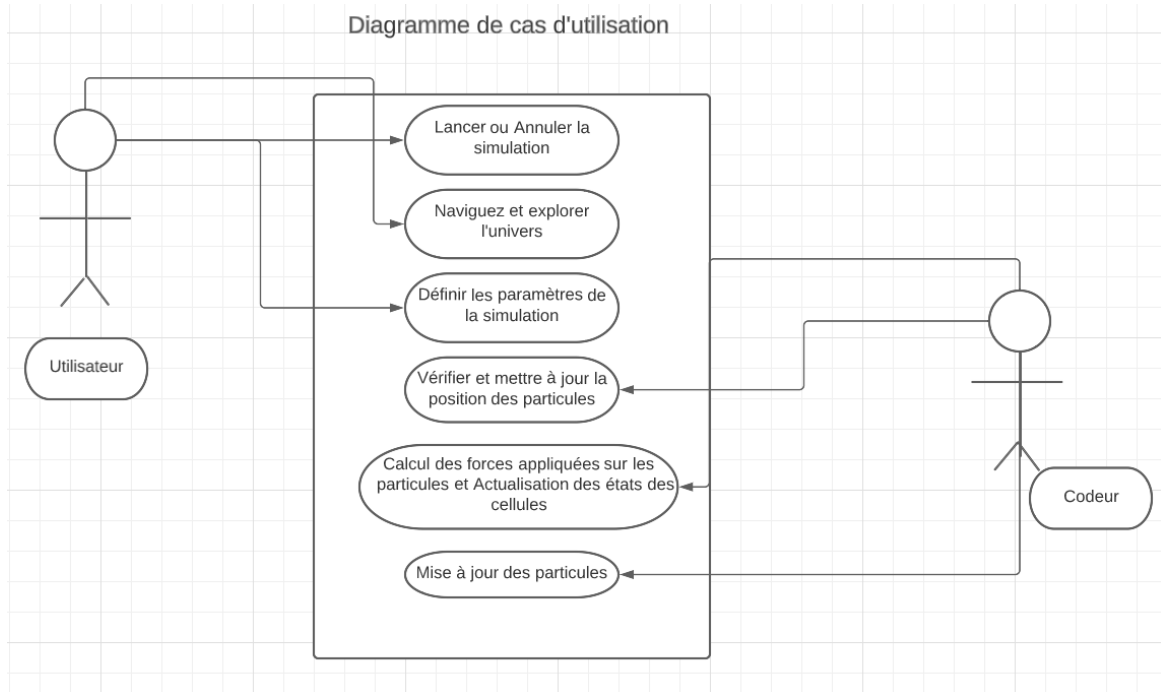 Diagramme de cas d'utilisation
Lancer ou Annuler la
simulation
Naviguez et explorer
l'univers
Définir les paramètres de
la simulation
Utilisateur
Vérifier et mettre à jour la
position des particules
Calcul des forces appliquées sur les
particules et Actualisation des états des
cellules
Codeur
Mise à jour des particules